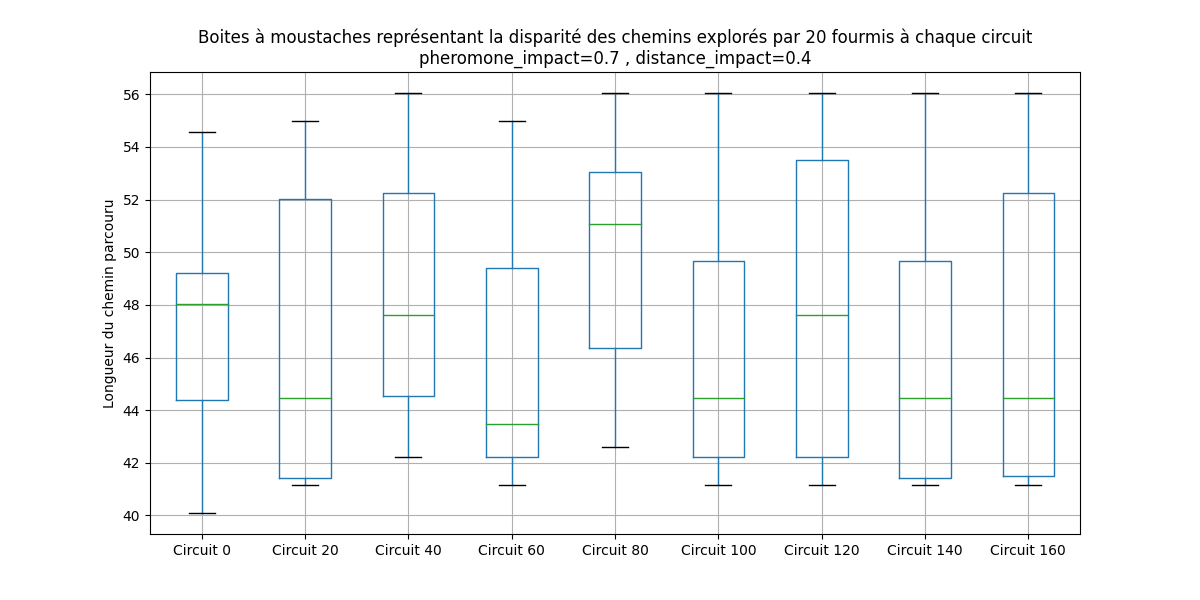 Boites à moustaches représentant la disparité des chemins explorés par 20 fourmis à chaque circuit
pheromone_impact=0.7 , distance_impact=0.4
Longueur du chemin parcouru
56
54
52
50
48
46
44
42
40
Circuit 0
Circuit 20
Circuit 40
Circuit 60
Circuit 80
Circuit 100
Circuit 120
Circuit 140
Circuit 160